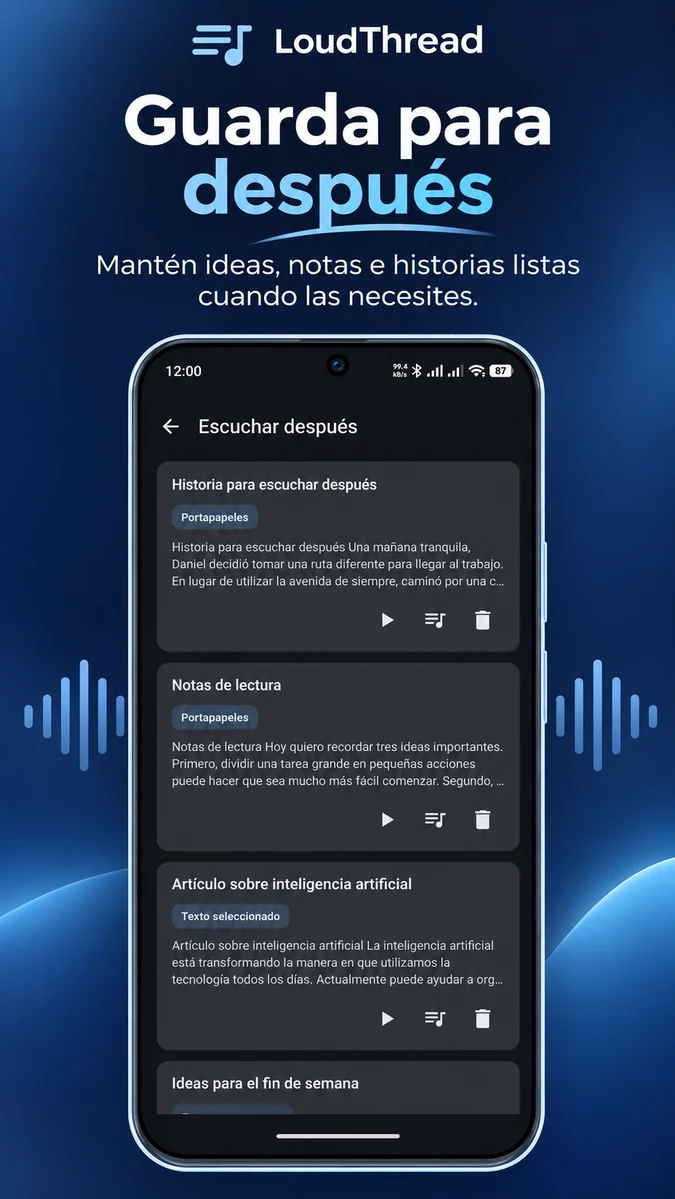 LoudThread
Guarda para
después
Mantén ideas, notas e historias listas
cuando las necesites.
12:00
99.4
kB/s
87
Escuchar después
Historia para escuchar después
Portapapeles
Historia para escuchar después Una mañana tranquila,
Daniel decidió tomar una ruta diferente para llegar al trabajo.
En lugar de utilizar la avenida de siempre, caminó por una c...
Notas de lectura
Portapapeles
Notas de lectura Hoy quiero recordar tres ideas importantes.
Primero, dividir una tarea grande en pequeñas acciones
puede hacer que sea mucho más fácil comenzar. Segundo, ...
Artículo sobre inteligencia artificial
Texto seleccionado
Artículo sobre inteligencia artificial La inteligencia artificial
está transformando la manera en que utilizamos la
tecnología todos los días. Actualmente puede ayudar a org...
Ideas para el fin de semana